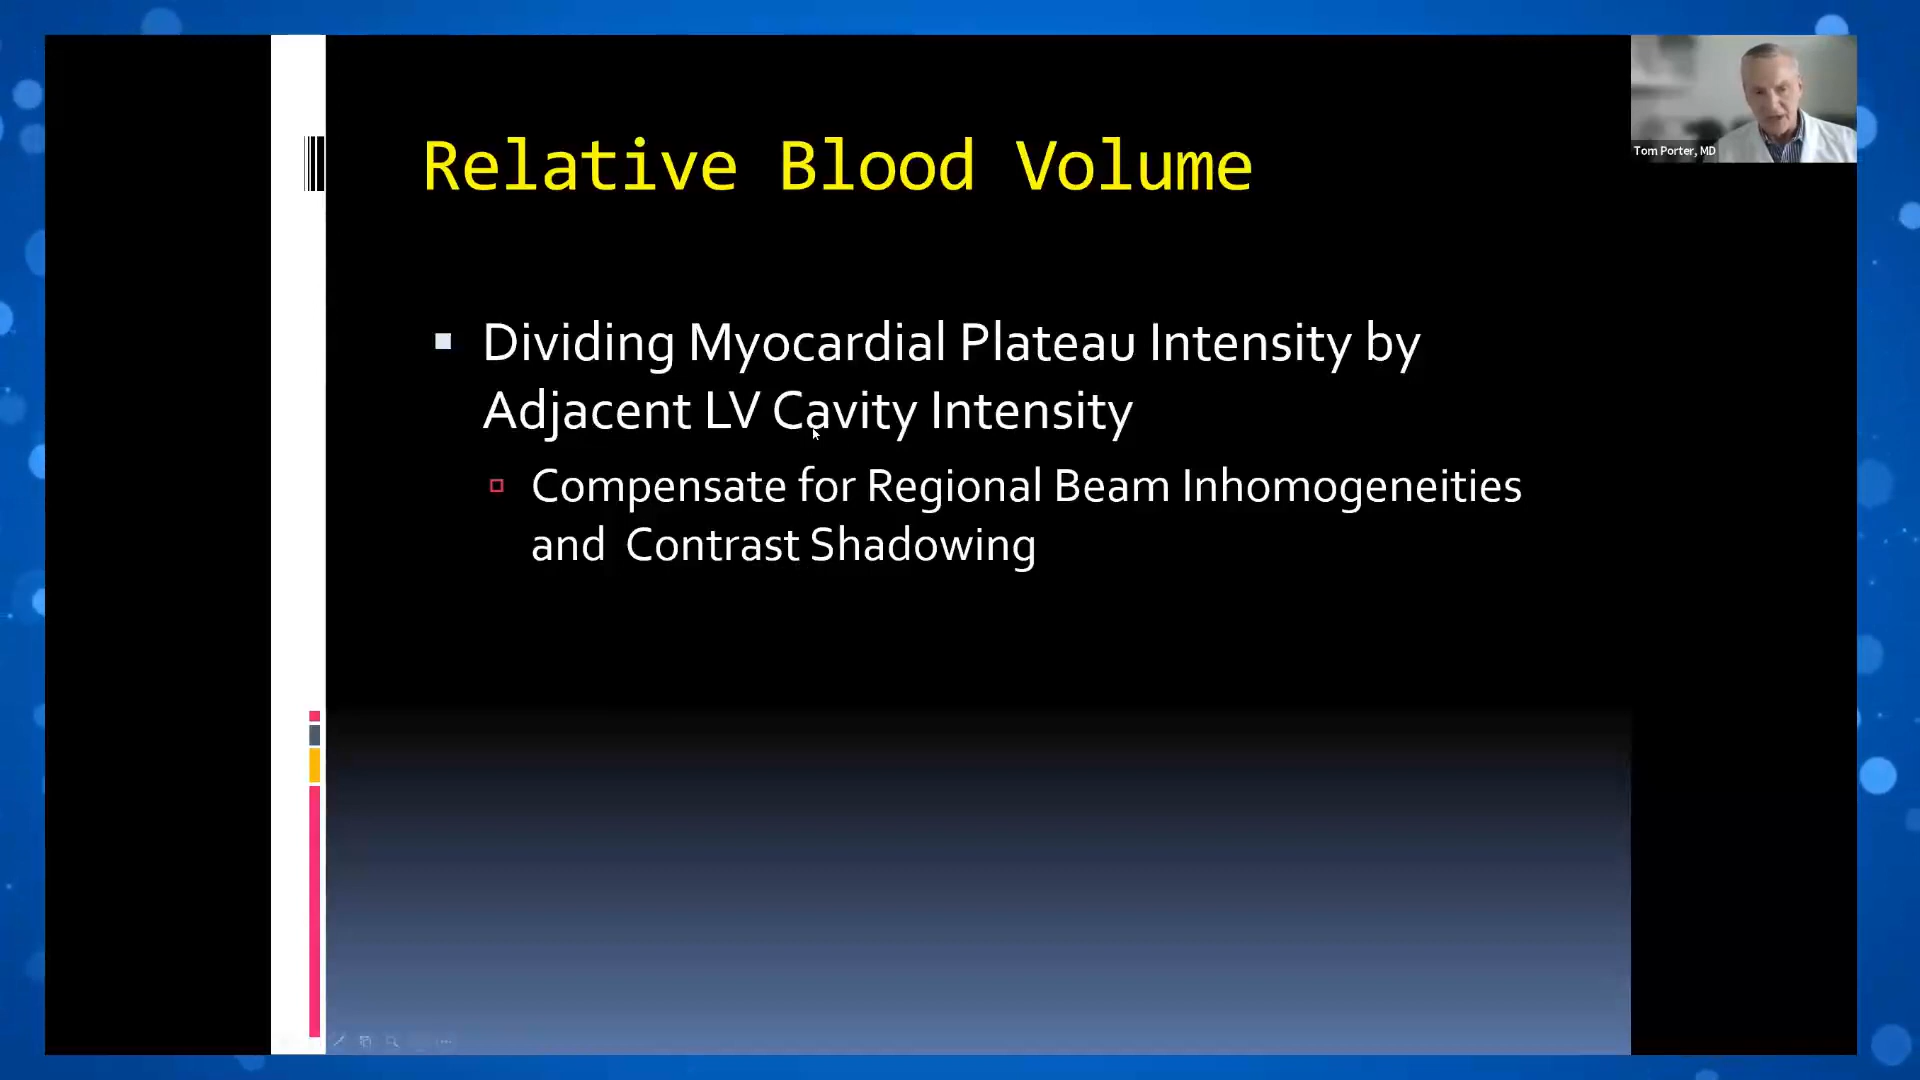 Relative Blood Volume
Dividing Myocardial Plateau Intensity by
Adjacent LV Cavity Intensity
Compensate for Regional Beam Inhomogeneities
and Contrast Shadowing
Tom Porter, MD